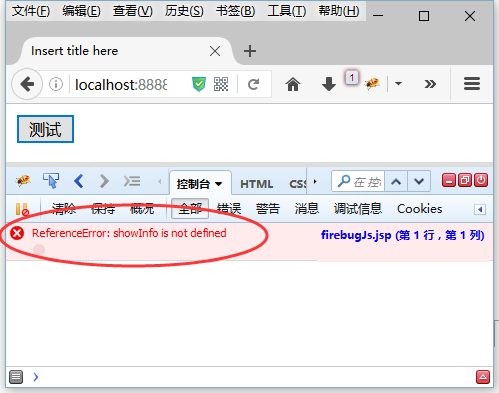 文件(F) 编辑(E) 查看(V) 历史(S) 书签(B) 工具(T) 帮助(H)
Insert title here
localhost:8888
1
测试
控制台 HTML CSS
在 控
清除 保持 概况 全部 错误 警告 消息 调试信息 Cookies
ReferenceError: showInfo is not defined
firebugJs.jsp (第 1 行，第 1 列)